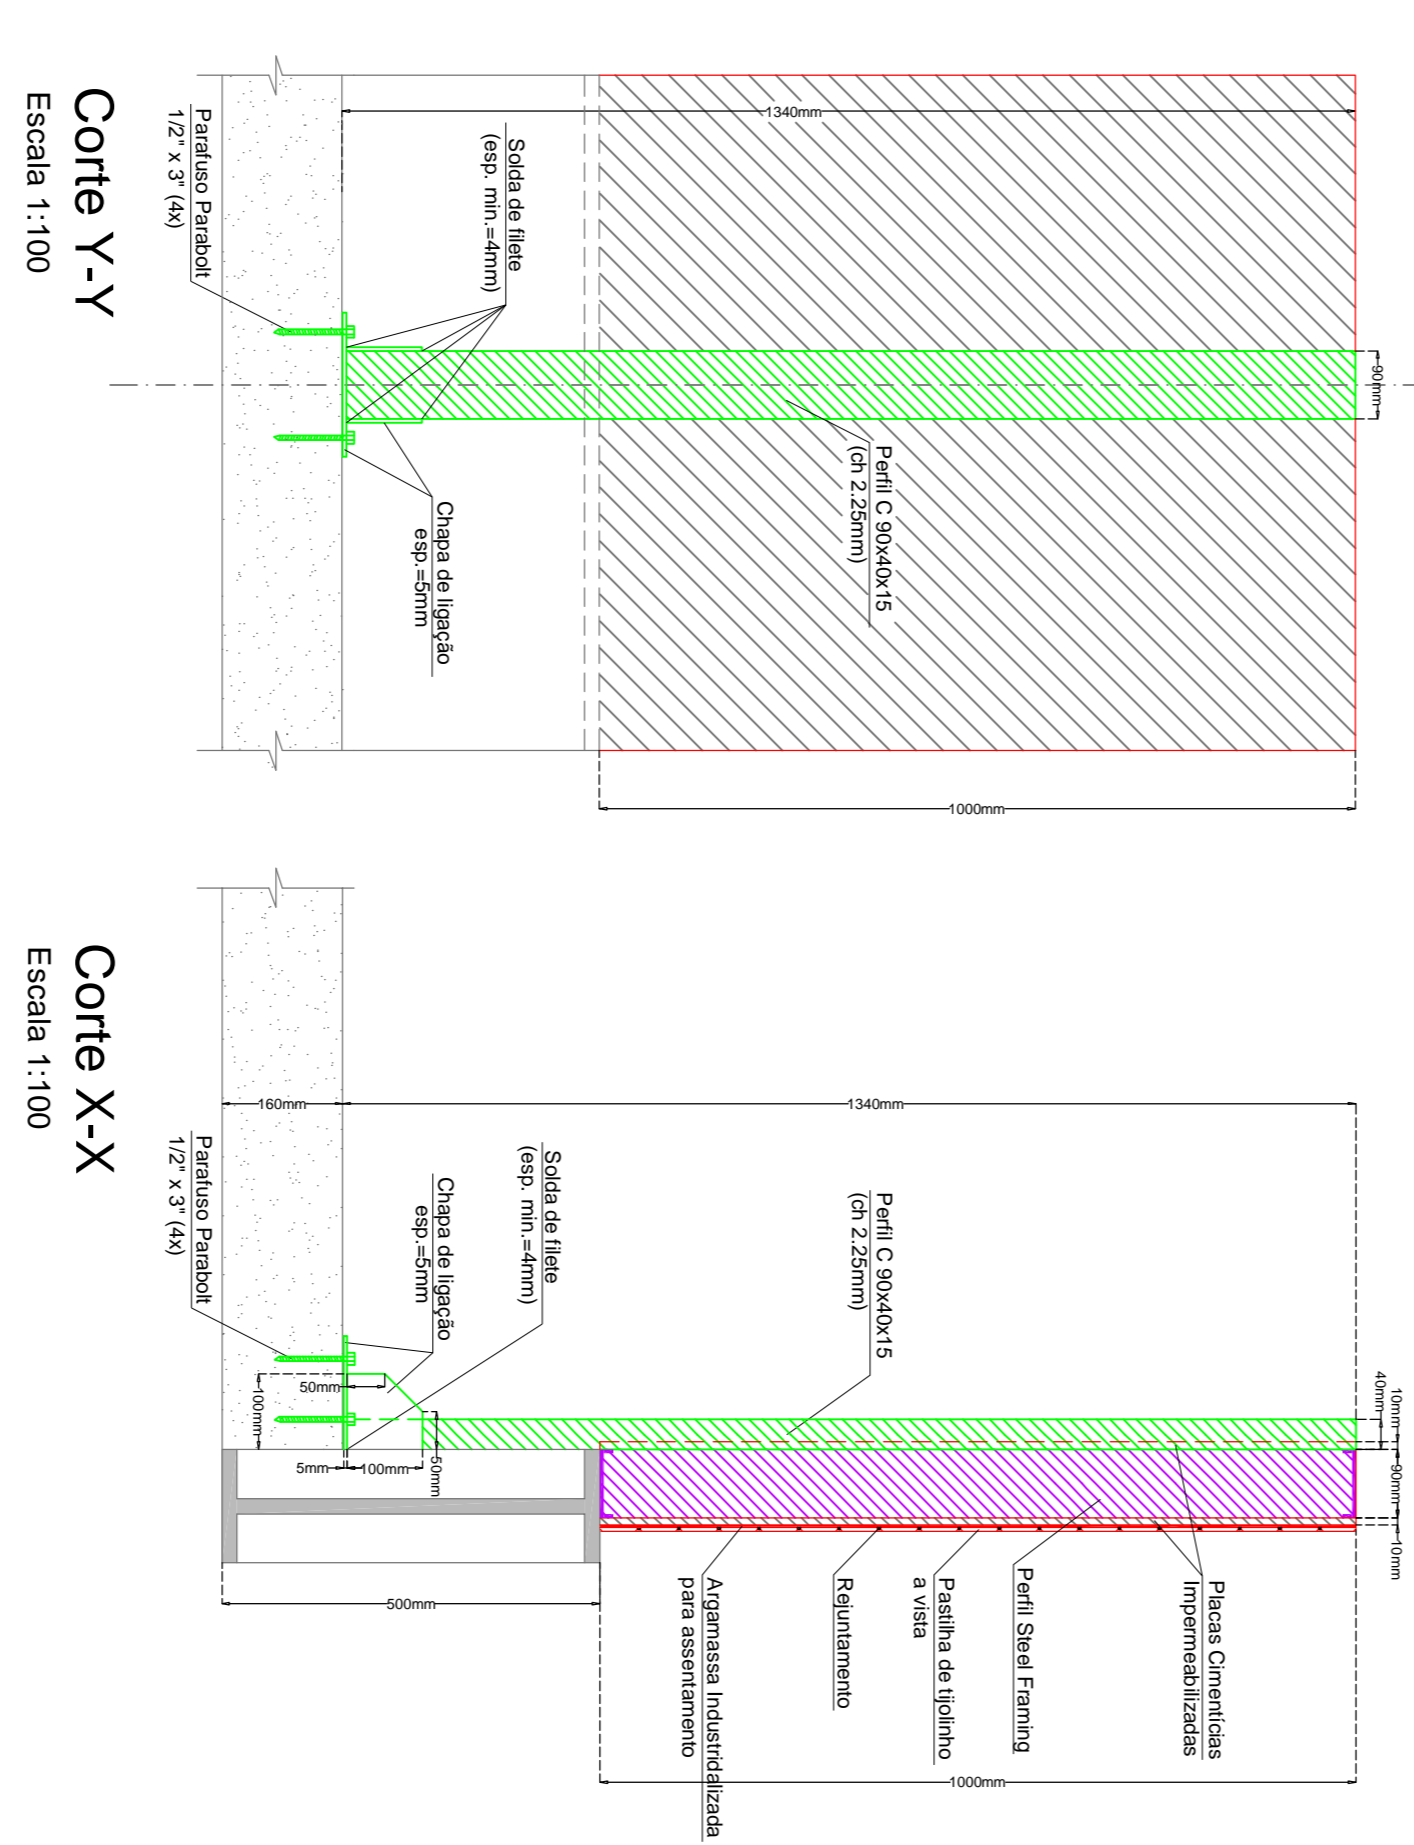 1340mm
90mm
Solda de filete
(esp. min.=4mm)
Perfil C 90x40x15
(ch 2.25mm)
Chapa de ligação
esp.=5mm
Parafuso Parabolt
1/2" x 3" (4x)
1000mm
Corte Y-Y
Escala 1:100
160mm
1340mm
40mm
10mm
90mm
10mm
Perfil C 90x40x15
(ch 2.25mm)
Solda de filete
(esp. min.=4mm)
Chapa de ligação
esp.=5mm
Parafuso Parabolt
1/2" x 3" (4x)
50mm
100mm
5mm
100mm
50mm
500mm
Placas Cimentícias
Impermeabilizadas
Perfil Steel Framing
Pastilha de tijolinho
a vista
Rejuntamento
Argamassa Industridalizada
para assentamento
1000mm
Corte X-X
Escala 1:100